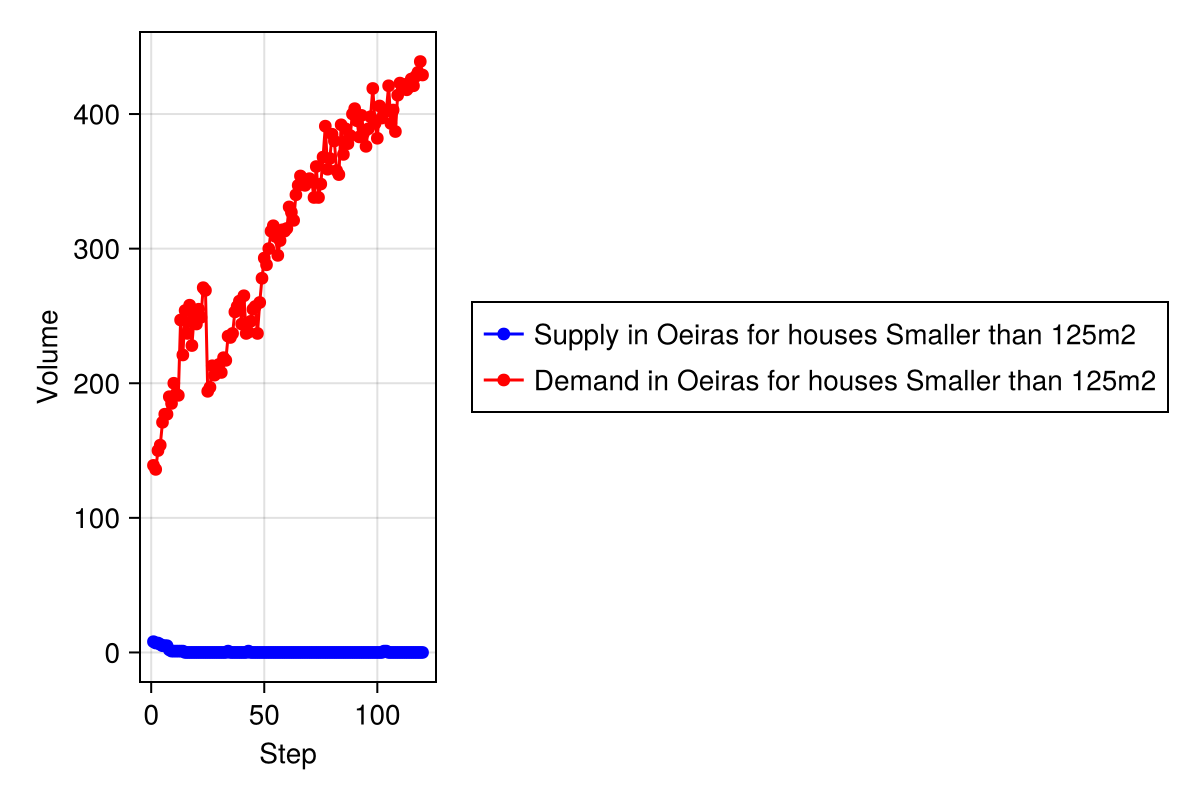 Volume
400
300
200
100
0
0 50 100
Step
Supply in Oeiras for houses Smaller than 125m2
Demand in Oeiras for houses Smaller than 125m2